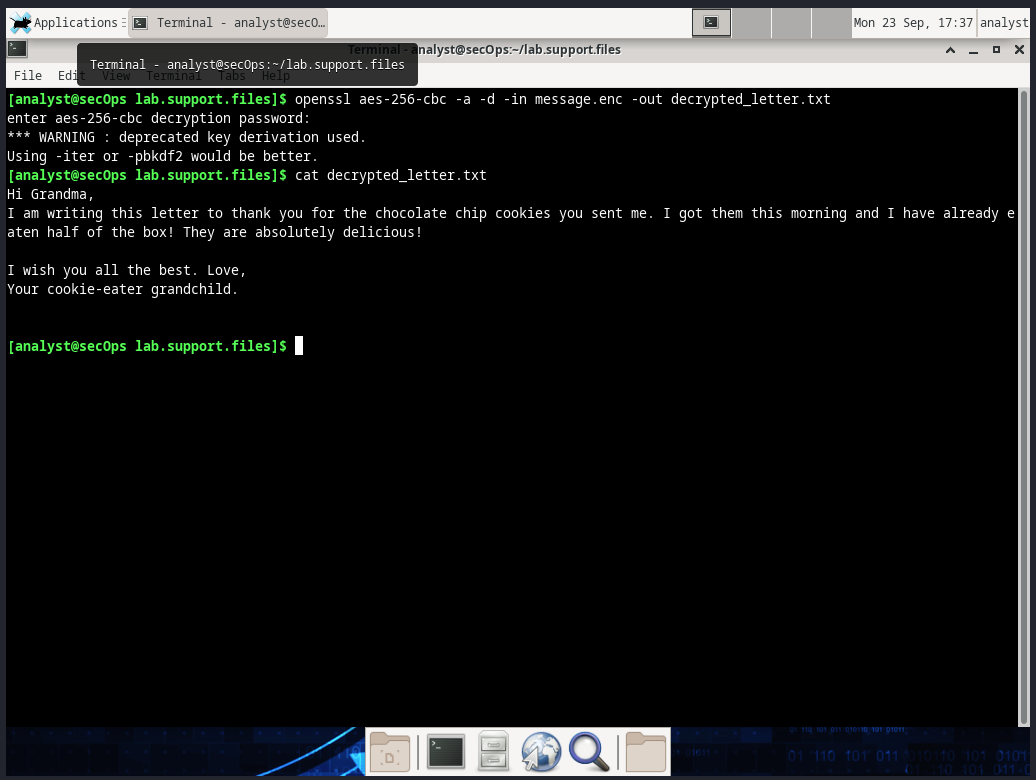 Applications Terminal - analyst@secO... Mon 23 Sep, 17:37 analyst
Terminal - analyst@secOps:~/lab.support.files
Terminal - analyst@secOps:~/lab.support.files
File Edit View Terminal Tabs Help
[analyst@secOps lab.support.files]$ openssl aes-256-cbc -a -d -in message.enc -out decrypted_letter.txt
enter aes-256-cbc decryption password:
*** WARNING : deprecated key derivation used.
Using -iter or -pbkdf2 would be better.
[analyst@secOps lab.support.files]$ cat decrypted_letter.txt
Hi Grandma,
I am writing this letter to thank you for the chocolate chip cookies you sent me. I got them this morning and I have already e
aten half of the box! They are absolutely delicious!
I wish you all the best. Love,
Your cookie-eater grandchild.
[analyst@secOps lab.support.files]$